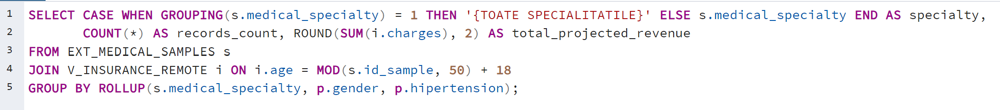 1 SELECT CASE WHEN GROUPING(s.medical_specialty) = 1 THEN '{TOATE SPECIALITATILE}' ELSE s.medical_specialty END AS specialty,
2 COUNT(*) AS records_count, ROUND(SUM(i.charges), 2) AS total_projected_revenue
3 FROM EXT_MEDICAL_SAMPLES s
4 JOIN V_INSURANCE_REMOTE i ON i.age = MOD(s.id_sample, 50) + 18
5 GROUP BY ROLLUP(s.medical_specialty, p.gender, p.hipertension);